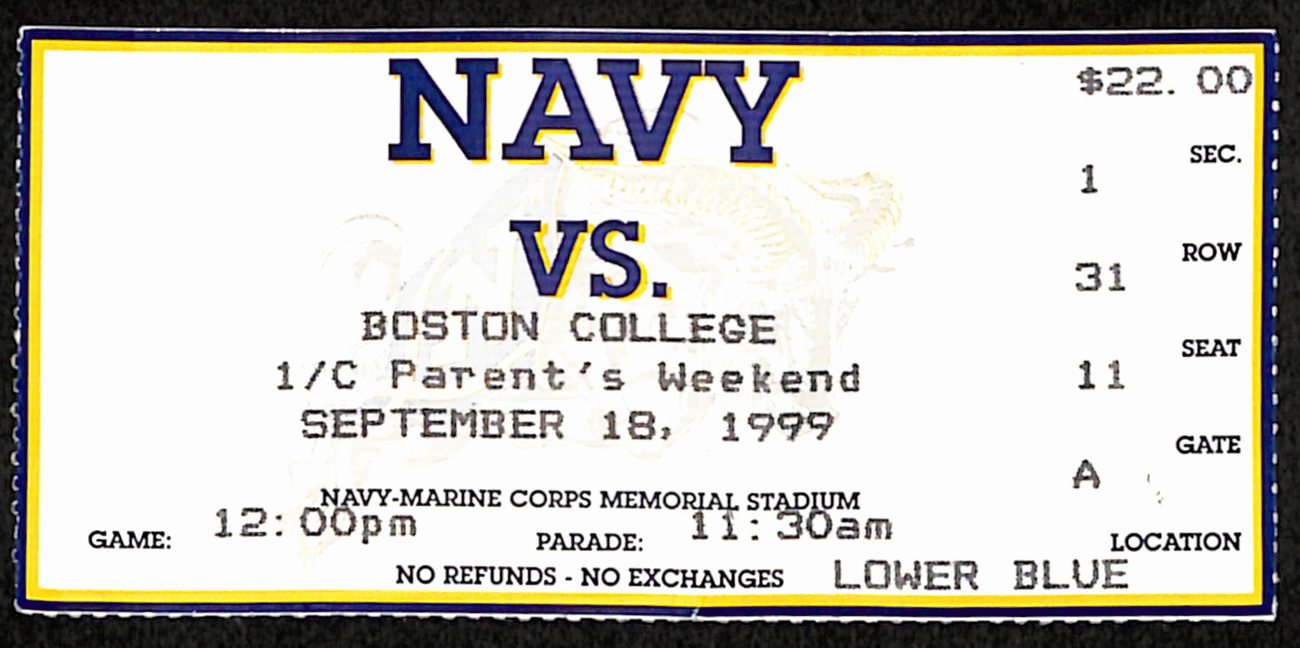 NAVY
VS.
BOSTON COLLEGE
1/C Parent's Weekend
SEPTEMBER 18, 1999
NAVY-MARINE CORPS MEMORIAL STADIUM
GAME: 12:00pm PARADE: 11:30am
NO REFUNDS - NO EXCHANGES
$22.00
SEC.
1
ROW
31
SEAT
11
GATE
A
LOCATION
LOWER BLUE